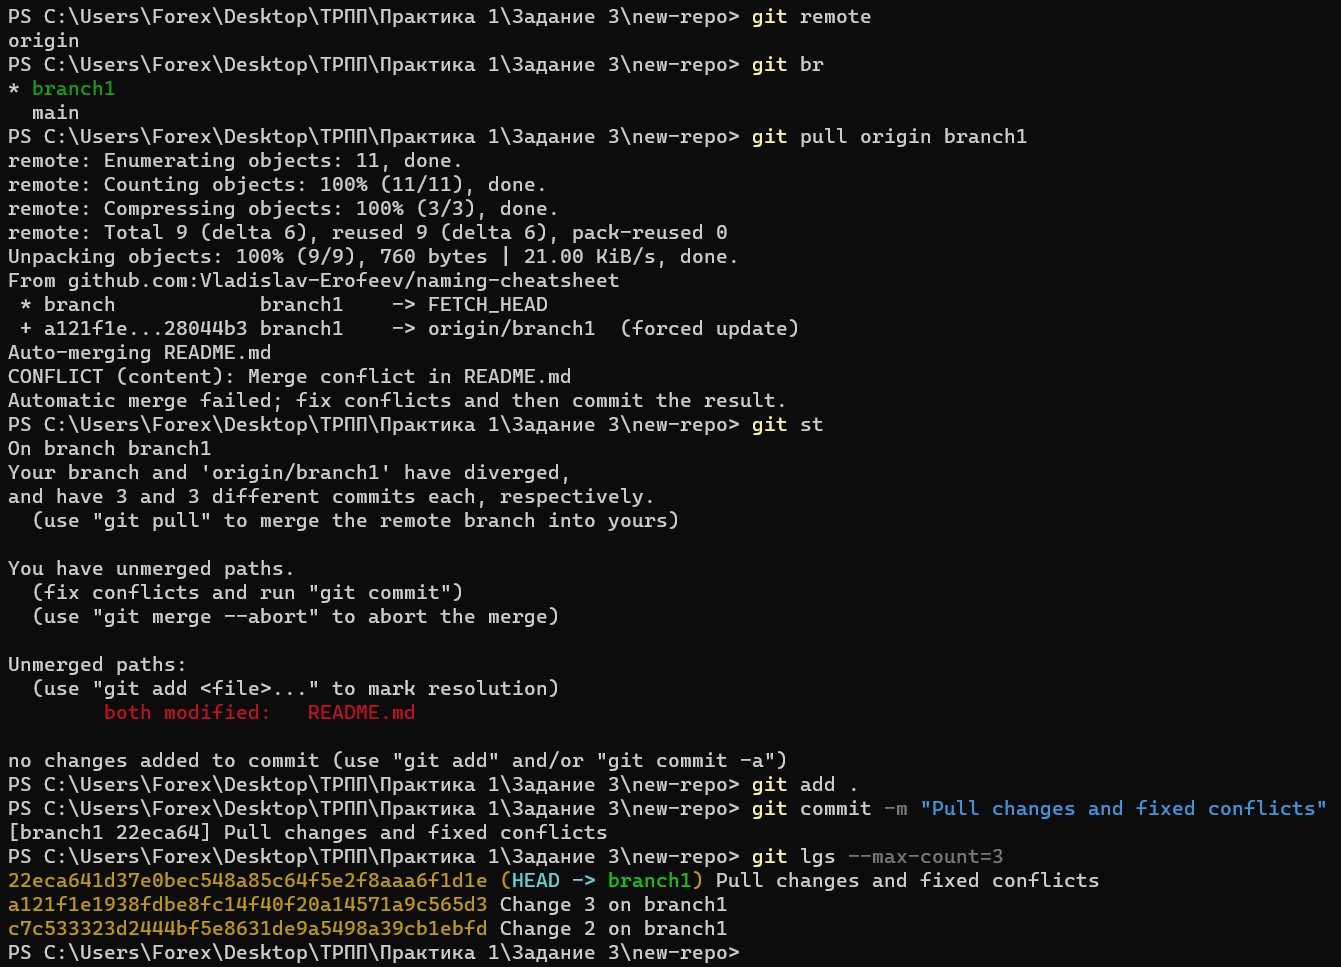 PS C:\Users\Forex\Desktop\ТРПП\Практика 1\Задание 3\new-repo> git remote
origin
PS C:\Users\Forex\Desktop\ТРПП\Практика 1\Задание 3\new-repo> git br
* branch1
  main
PS C:\Users\Forex\Desktop\ТРПП\Практика 1\Задание 3\new-repo> git pull origin branch1
remote: Enumerating objects: 11, done.
remote: Counting objects: 100% (11/11), done.
remote: Compressing objects: 100% (3/3), done.
remote: Total 9 (delta 6), reused 9 (delta 6), pack-reused 0
Unpacking objects: 100% (9/9), 760 bytes | 21.00 KiB/s, done.
From github.com:Vladislav-Erofeev/naming-cheatsheet
 * branch            branch1    -> FETCH_HEAD
 + a121f1e...28044b3 branch1    -> origin/branch1  (forced update)
Auto-merging README.md
CONFLICT (content): Merge conflict in README.md
Automatic merge failed; fix conflicts and then commit the result.
PS C:\Users\Forex\Desktop\ТРПП\Практика 1\Задание 3\new-repo> git st
On branch branch1
Your branch and 'origin/branch1' have diverged,
and have 3 and 3 different commits each, respectively.
  (use "git pull" to merge the remote branch into yours)

You have unmerged paths.
  (fix conflicts and run "git commit")
  (use "git merge --abort" to abort the merge)

Unmerged paths:
  (use "git add <file>..." to mark resolution)
        both modified:   README.md

no changes added to commit (use "git add" and/or "git commit -a")
PS C:\Users\Forex\Desktop\ТРПП\Практика 1\Задание 3\new-repo> git add .
PS C:\Users\Forex\Desktop\ТРПП\Практика 1\Задание 3\new-repo> git commit -m "Pull changes and fixed conflicts"
[branch1 22eca64] Pull changes and fixed conflicts
PS C:\Users\Forex\Desktop\ТРПП\Практика 1\Задание 3\new-repo> git lgs --max-count=3
22eca641d37e0bec548a85c64f5e2f8aaa6f1d1e (HEAD -> branch1) Pull changes and fixed conflicts
a121f1e1938fdbe8fc14f40f20a14571a9c565d3 Change 3 on branch1
c7c533323d2444bf5e8631de9a5498a39cb1ebfd Change 2 on branch1
PS C:\Users\Forex\Desktop\ТРПП\Практика 1\Задание 3\new-repo>